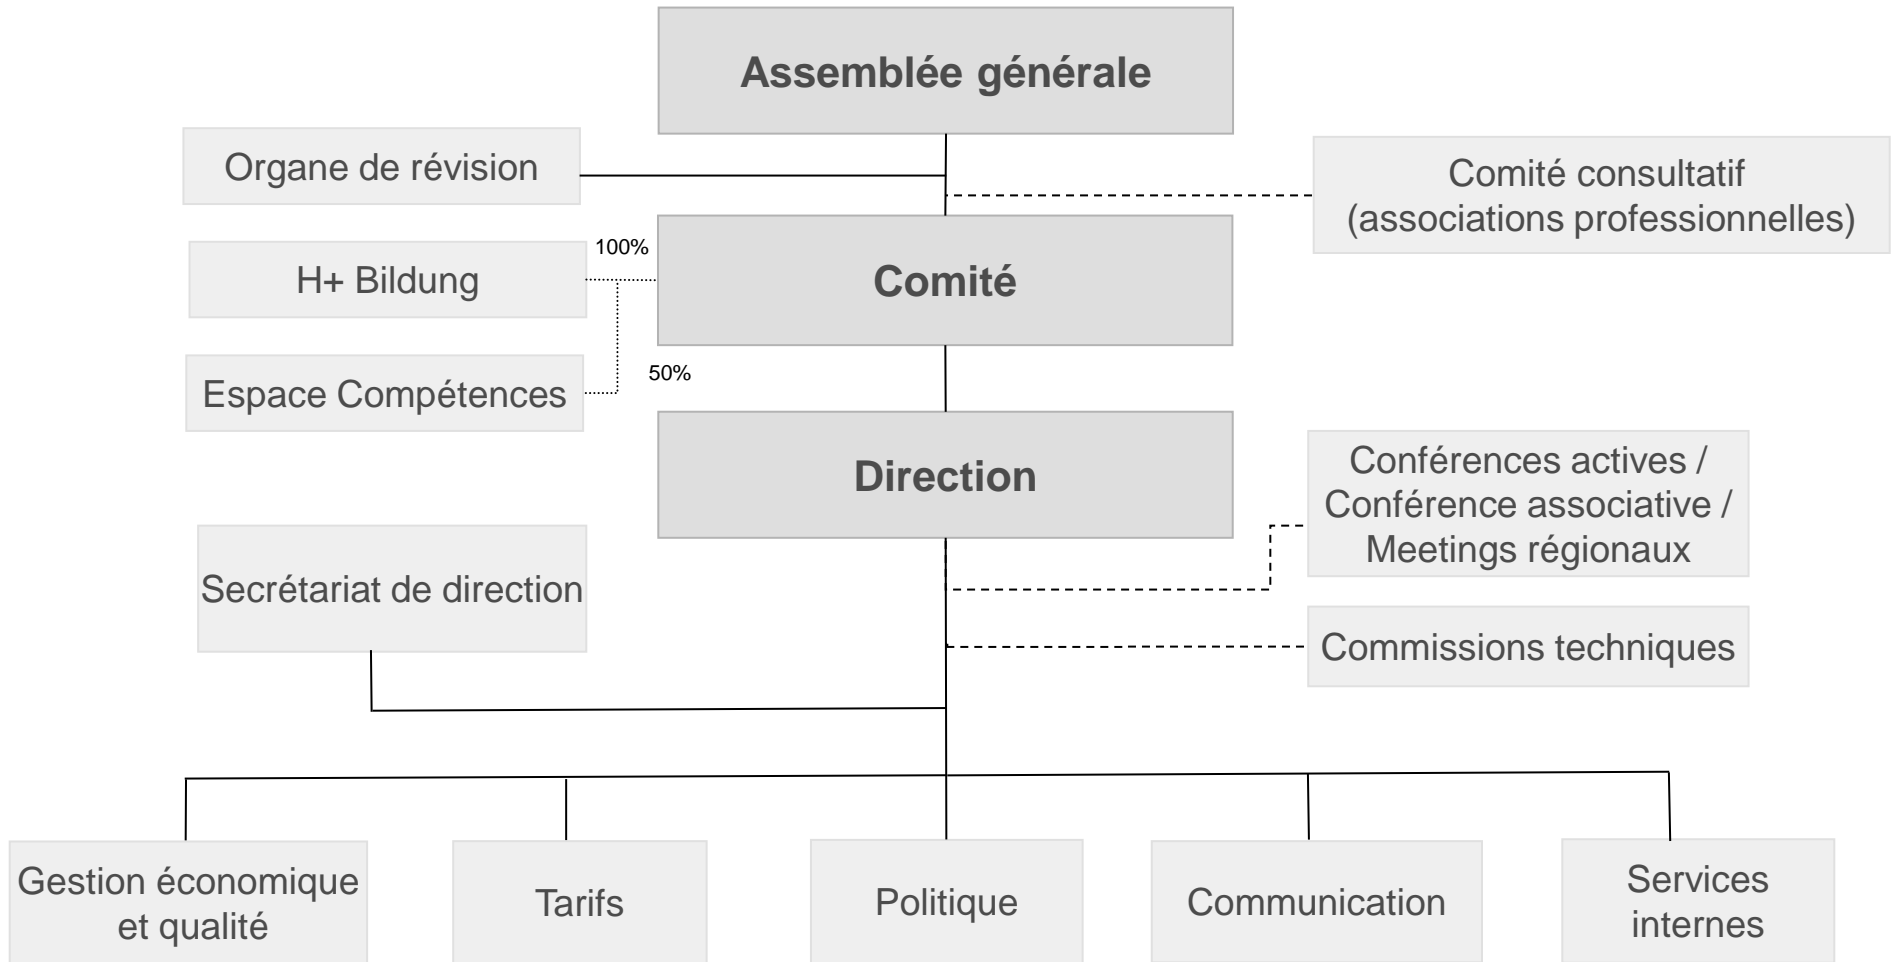 Assemblée générale
Organe de révision
Comité consultatif
(associations professionnelles)
100%
H+ Bildung
Comité
50%
Espace Compétences
Direction
Conférences actives /
Conférence associative /
Meetings régionaux
Secrétariat de direction
Commissions techniques
Gestion économique
et qualité
Tarifs
Politique
Communication
Services
internes